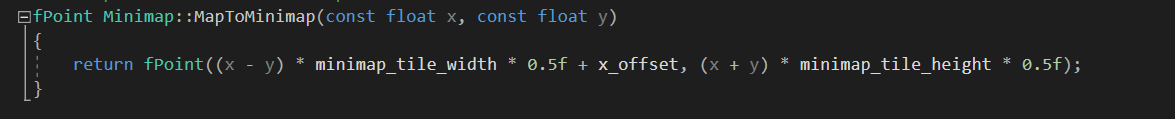 fPoint Minimap::MapToMinimap(const float x, const float y)
{
return fPoint((x - y) * minimap_tile_width * 0.5f + x_offset, (x + y) * minimap_tile_height * 0.5f);
}